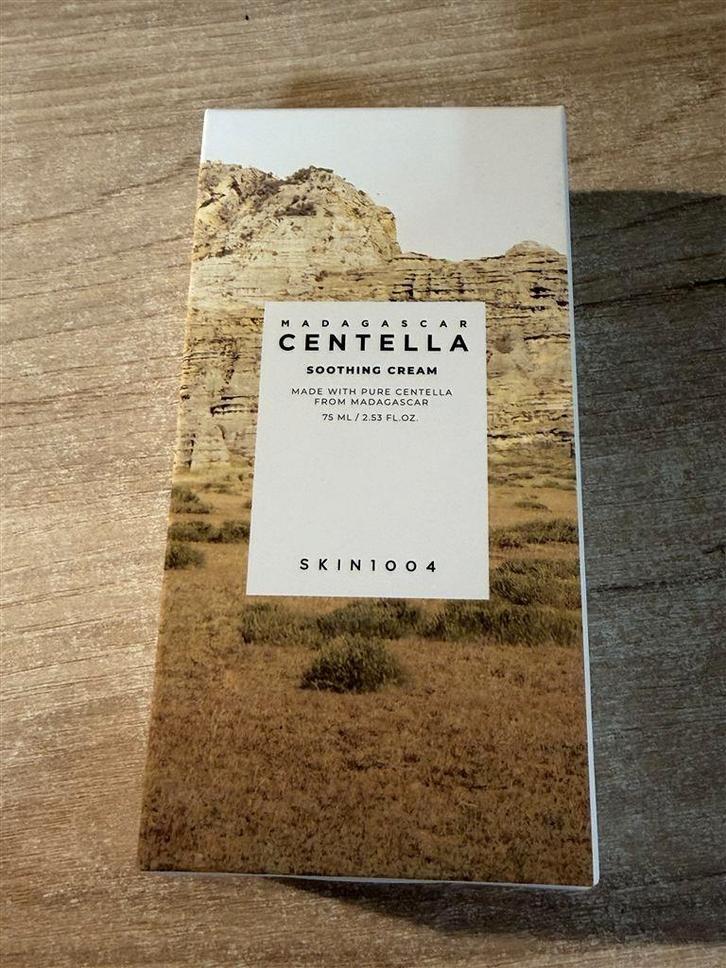 MADAGASCAR
CENTELLA
SOOTHING CREAM
MADE WITH PURE CENTELLA
FROM MADAGASCAR
75 ML / 2.53 FL.OZ.
SKIN1004